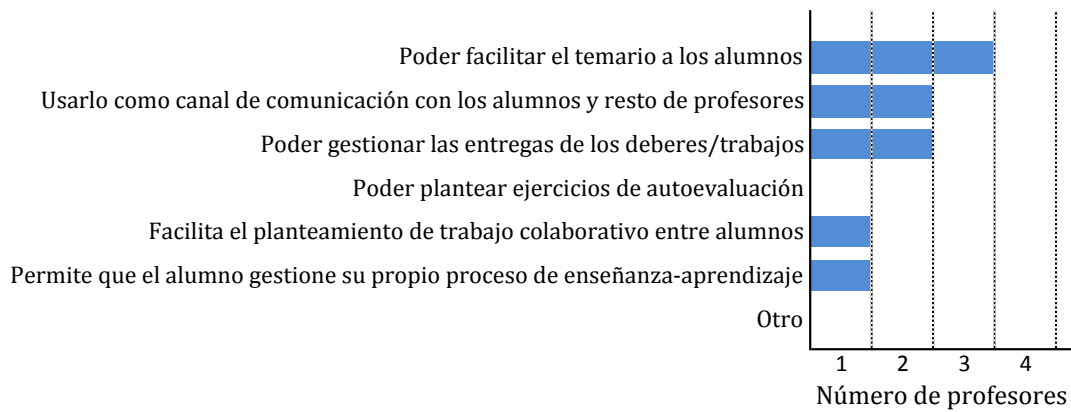 Poder facilitar el temario a los alumnos
Usarlo como canal de comunicación con los alumnos y resto de profesores
Poder gestionar las entregas de los deberes/trabajos
Poder plantear ejercicios de autoevaluación
Facilita el planteamiento de trabajo colaborativo entre alumnos
Permite que el alumno gestione su propio proceso de enseñanza-aprendizaje
Otro
1 2 3 4
Número de profesores